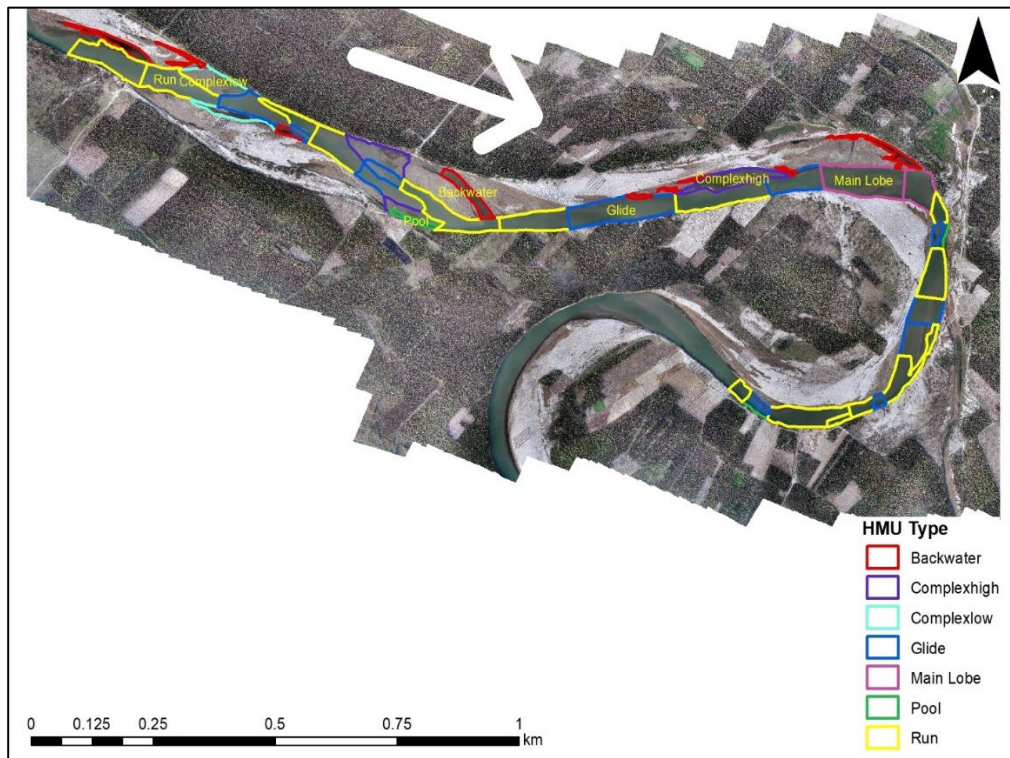 Run
Complexlow
Backwater
Pool
Glide
Complexhigh
Main Lobe
HMU Type
Backwater
Complexhigh
Complexlow
Glide
Main Lobe
Pool
Run
0 0.125 0.25 0.5 0.75 1
km